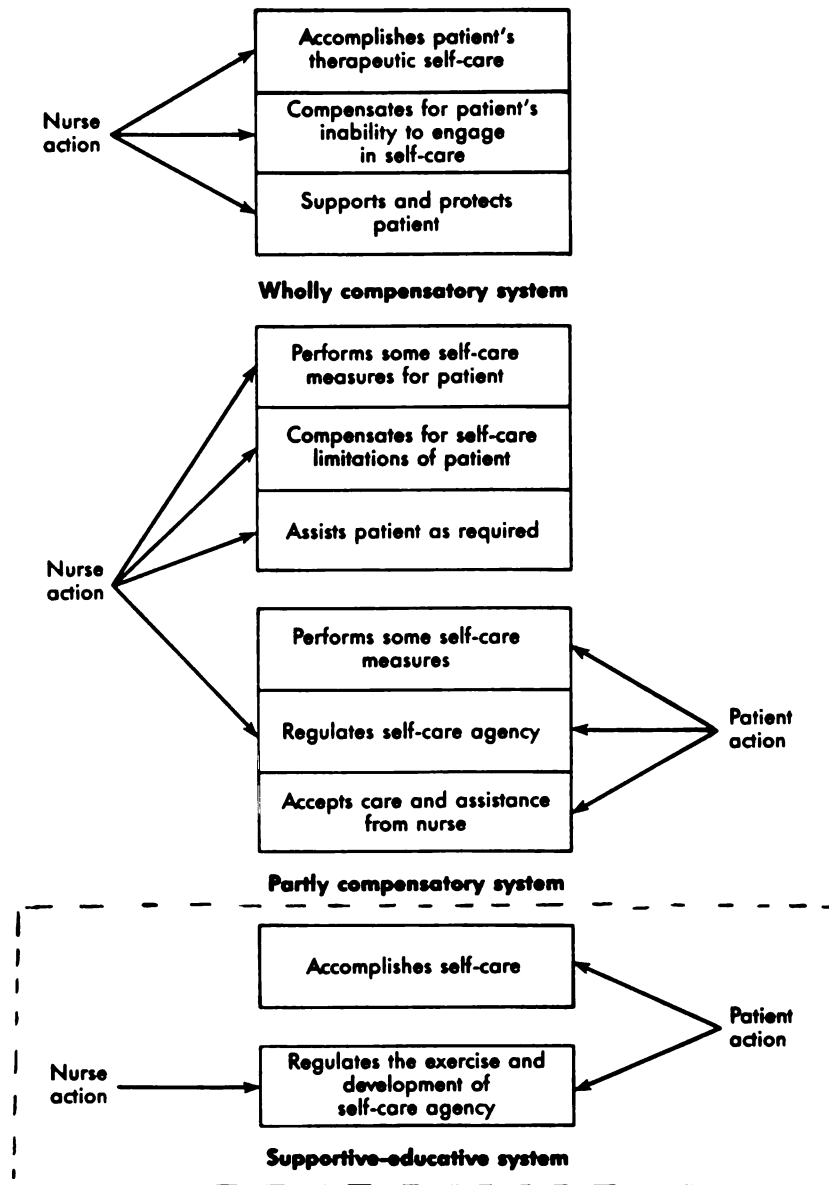 Accomplishes patient's
therapeutic self-care
Nurse
action
Compensates for patient's
inability to engage
in self-care
Supports and protects
patient
Wholly compensatory system
Performs some self-care
measures for patient
Compensates for self-care
limitations of patient
Assists patient as required
Nurse
action
Performs some self-care
measures
Regulates self-care agency
Patient
action
Accepts care and assistance
from nurse
Partly compensatory system
Accomplishes self-care
Patient
action
Nurse
action
Regulates the exercise and
development of
self-care agency
Supportive-educative system